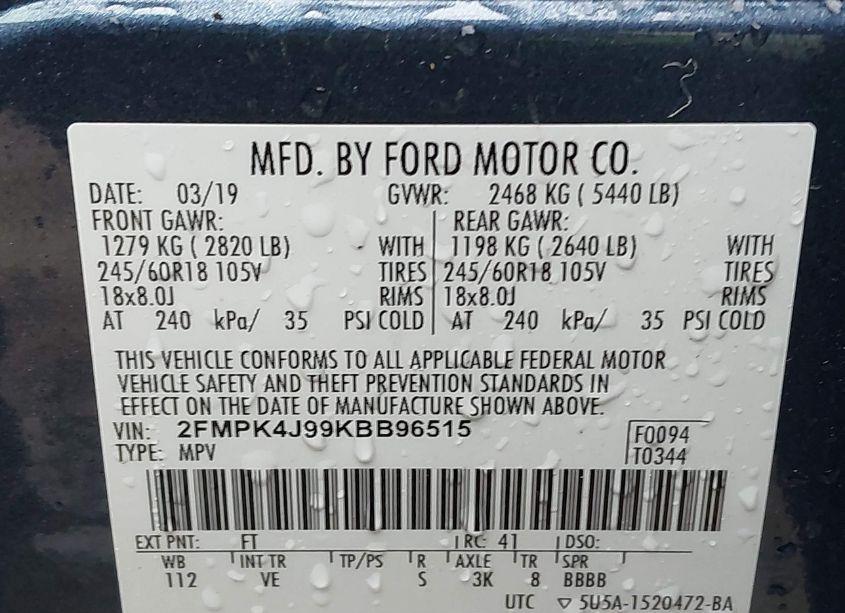 MFD. BY FORD MOTOR CO.
DATE: 03/19 GVWR: 2468 KG ( 5440 LB)
FRONT GAWR: REAR GAWR:
1279 KG ( 2820 LB) WITH 1198 KG ( 2640 LB) WITH
245/60R18 105V TIRES 245/60R18 105V TIRES
18x8.0J RIMS 18x8.0J RIMS
AT 240 kPa/ 35 PSI COLD AT 240 kPa/ 35 PSI COLD
THIS VEHICLE CONFORMS TO ALL APPLICABLE FEDERAL MOTOR
VEHICLE SAFETY AND THEFT PREVENTION STANDARDS IN
EFFECT ON THE DATE OF MANUFACTURE SHOWN ABOVE.
VIN: 2FMPK4J99KBB96515 F0094
TYPE: MPV T0344
EXT PNT: FT RC: 41 DSO:
WB INT TR TP/PS R AXLE TR SPR
112 VE S 3K 8 BBBB
UTC ▽ 5U5A-1520472-BA